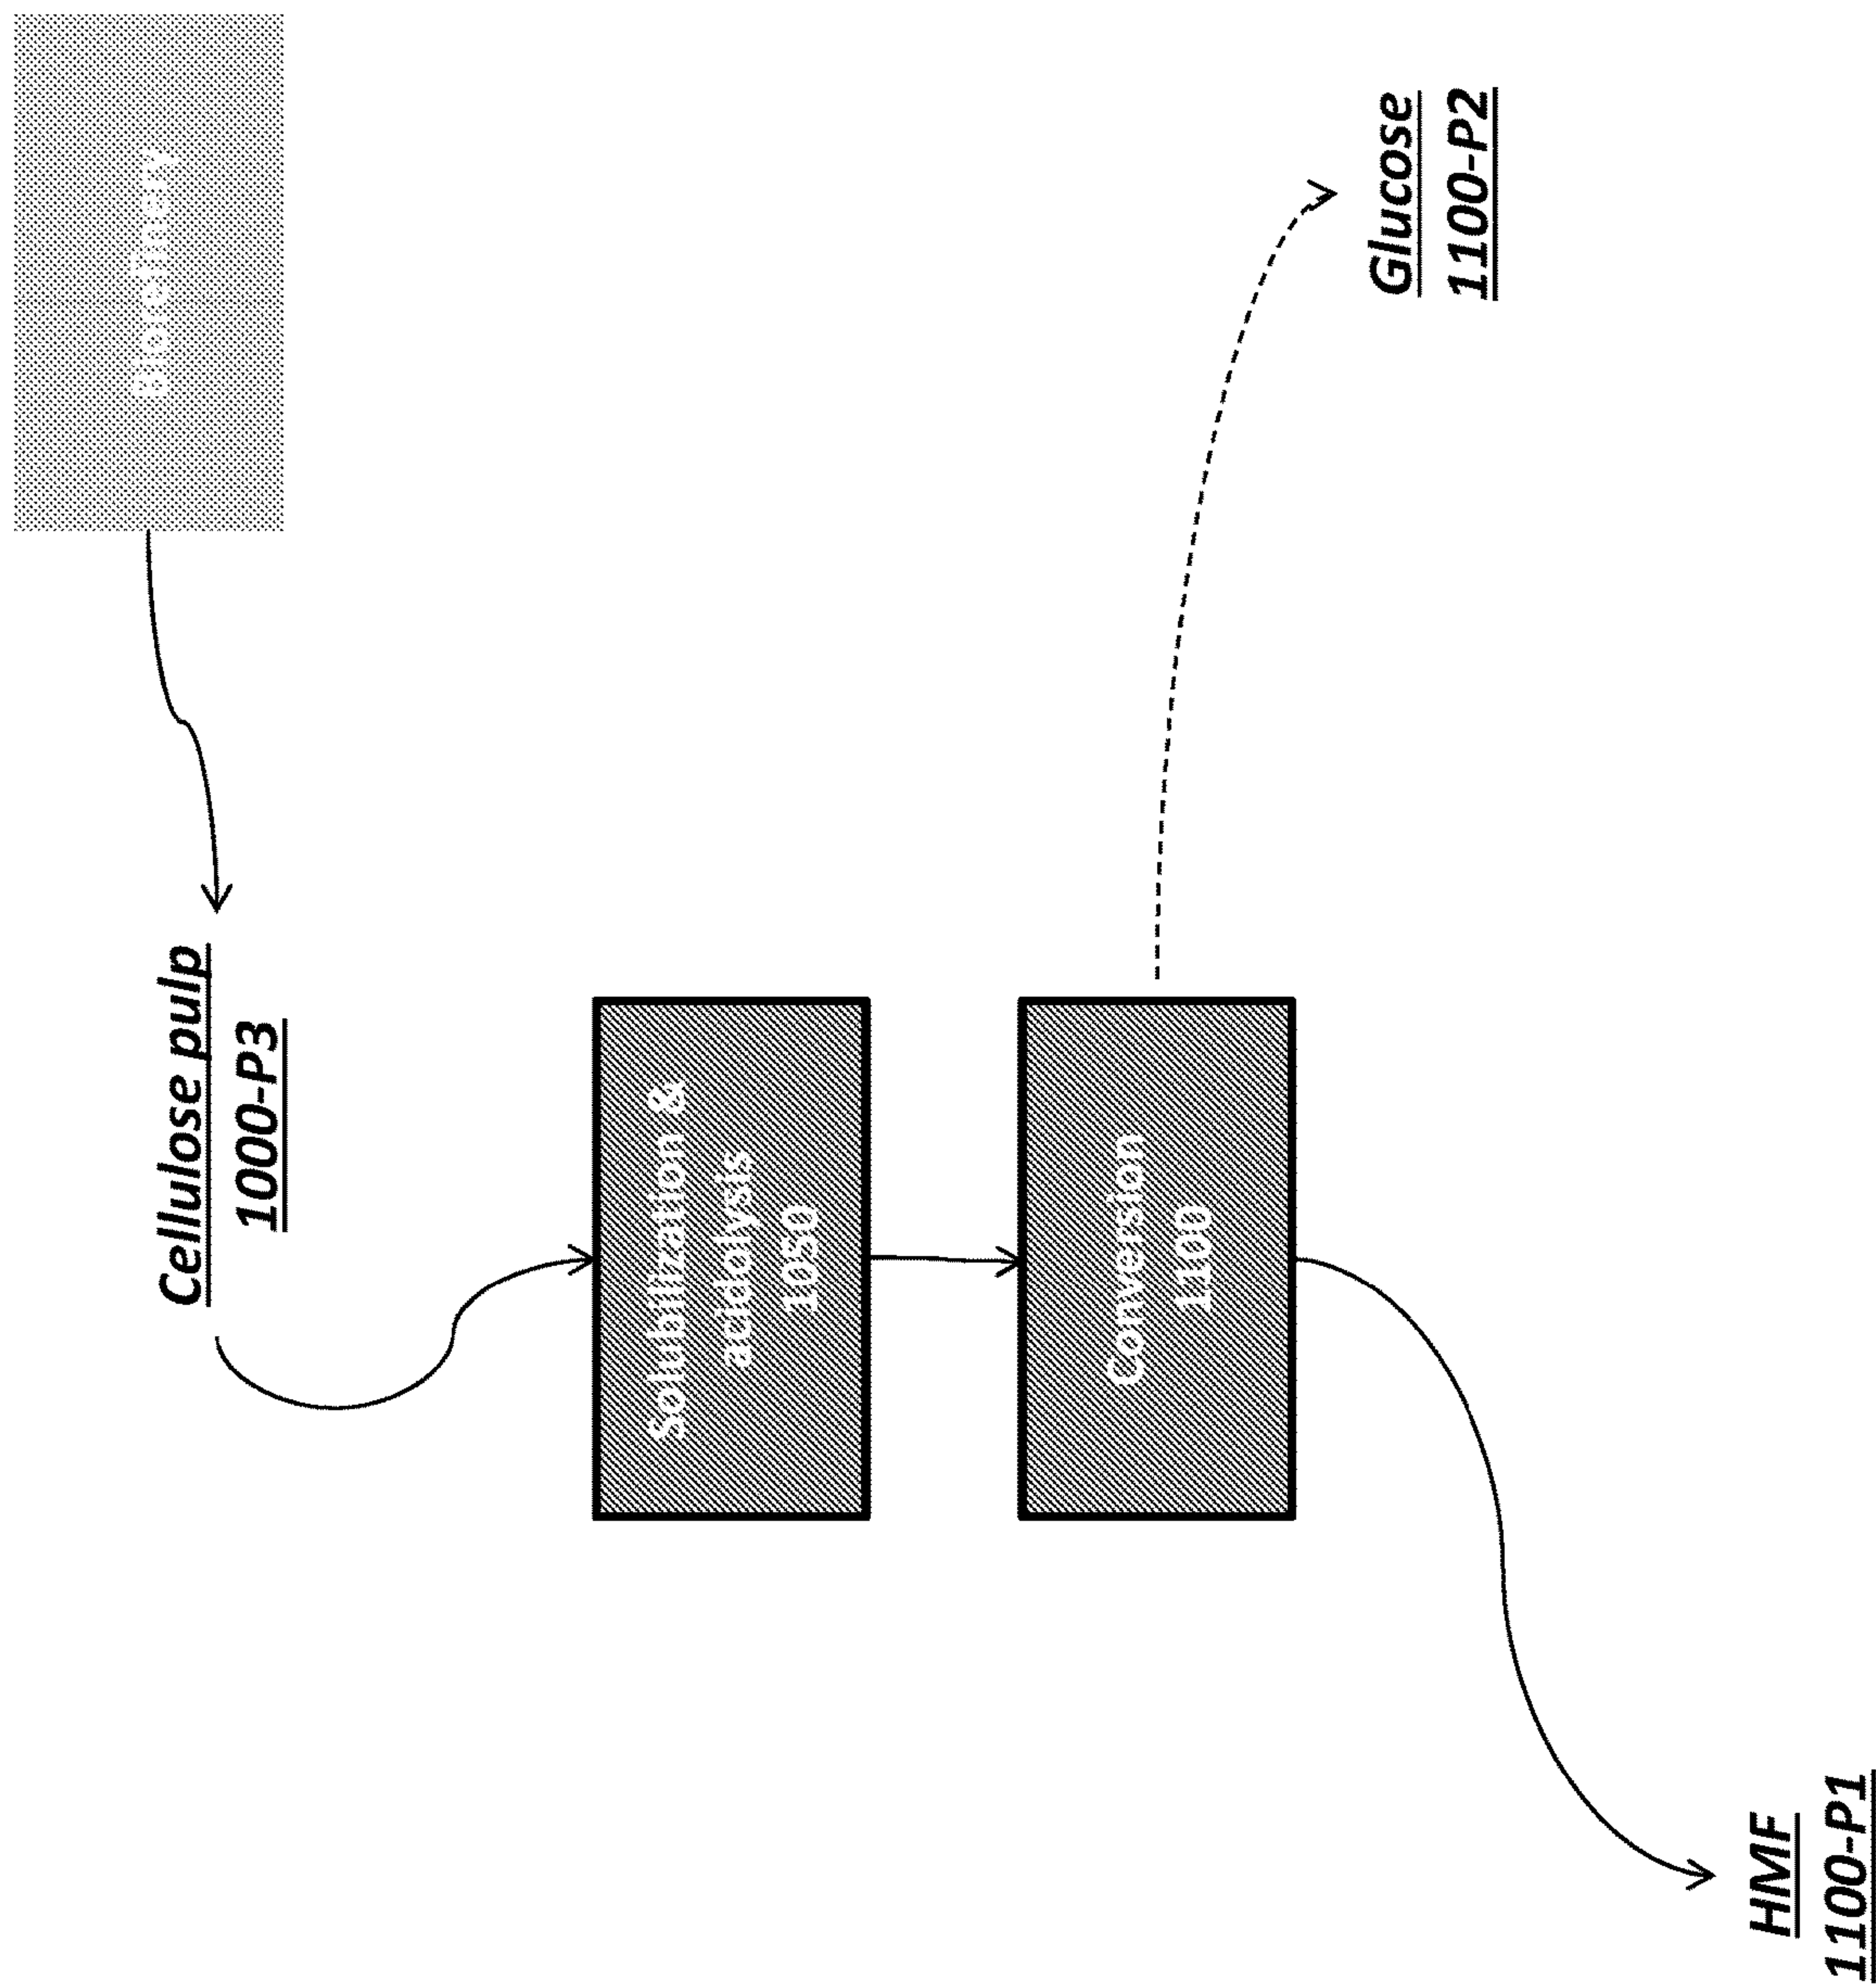 Biorefinery
Cellulose pulp
1000-P3
Solubilization &
acidolysis
1050
Conversion
1100
Glucose
1100-P2
HMF
1100-P1